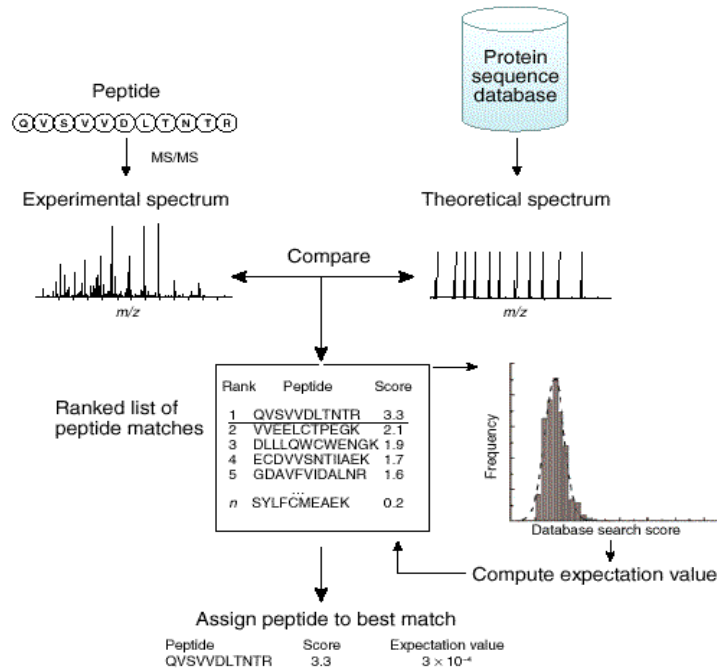 Peptide
Q V S V V D L T N T R
MS/MS
Experimental spectrum
m/z
Protein
sequence
database
Theoretical spectrum
m/z
Compare
Ranked list of
peptide matches
Rank Peptide Score
1 QVSVVDLTNTR 3.3
2 VVEELCTPEGK 2.1
3 DLLLQWCWENGK 1.9
4 ECDVVSNTIIAEK 1.7
5 GDAVFVIDALNR 1.6
...
n SYLFCMEAEK 0.2
Frequency
Database search score
Compute expectation value
Assign peptide to best match
Peptide Score Expectation value
QVSVVDLTNTR 3.3 3 × 10⁻⁴